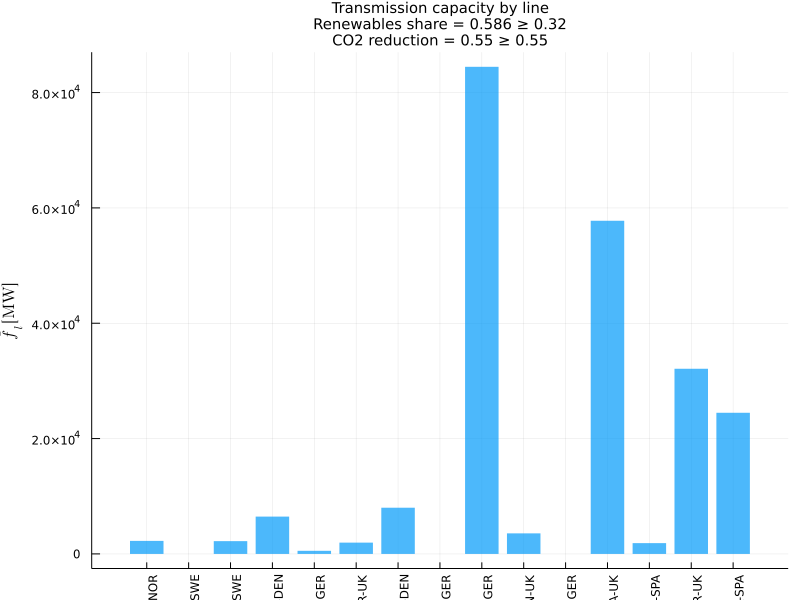 Transmission capacity by line
Renewables share = 0.586 ≥ 0.32
CO2 reduction = 0.55 ≥ 0.55
8.0×10⁴
6.0×10⁴
4.0×10⁴
2.0×10⁴
0
f̄_l [MW]
NOR
SWE
SWE
DEN
GER
R-UK
DEN
GER
GER
N-UK
GER
A-UK
-SPA
R-UK
-SPA